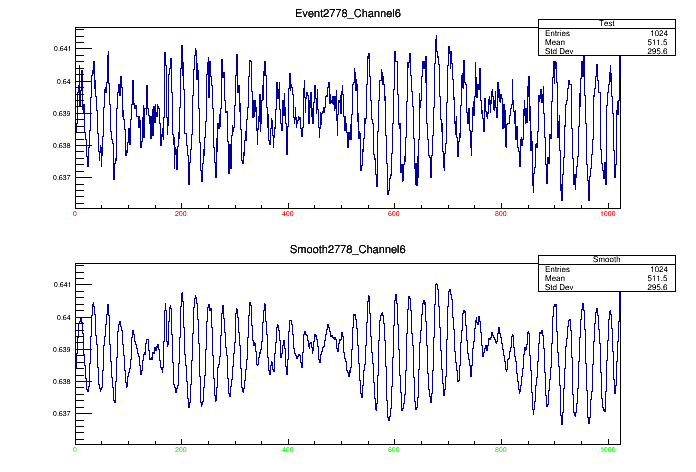 Event2778_Channel6
Test
Entries 1024
Mean 511.5
Std Dev 295.6
0.641
0.64
0.639
0.638
0.637
0 200 400 600 800 1000
Smooth2778_Channel6
Smooth
Entries 1024
Mean 511.5
Std Dev 295.6
0.641
0.64
0.639
0.638
0.637
0 200 400 600 800 1000